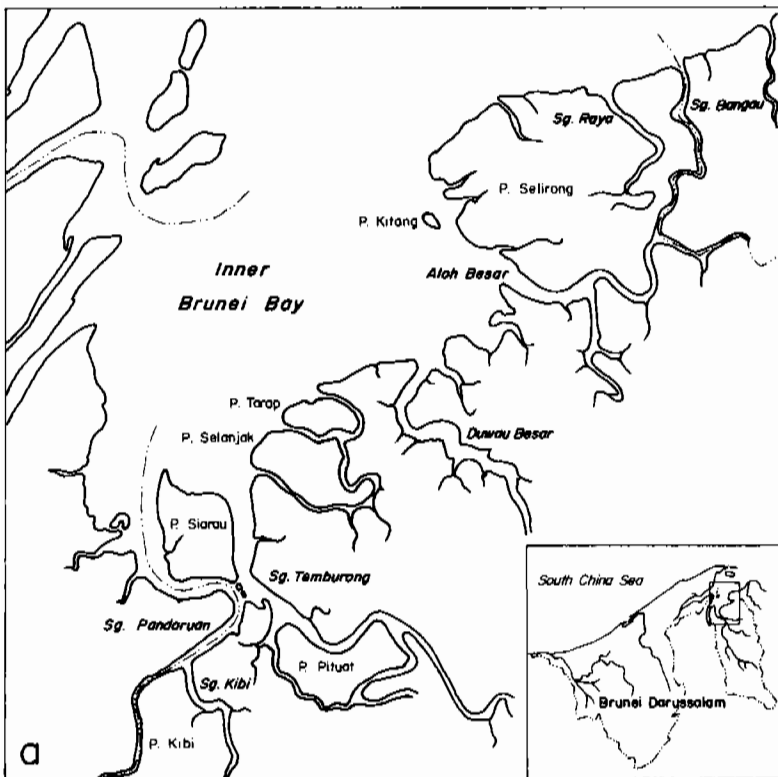 Sg. Bangau
Sg. Raya
P. Selirong
P. Kitang
Inner
Brunei Bay
Aloh Besar
P. Tarap
P. Selanjak
Duwau Besar
P. Siarau
Sg. Temburong
Sg. Pandaruan
P. Pituat
Sg. Kibi
P. Kibi
a
South China Sea
Brunei Darussalam